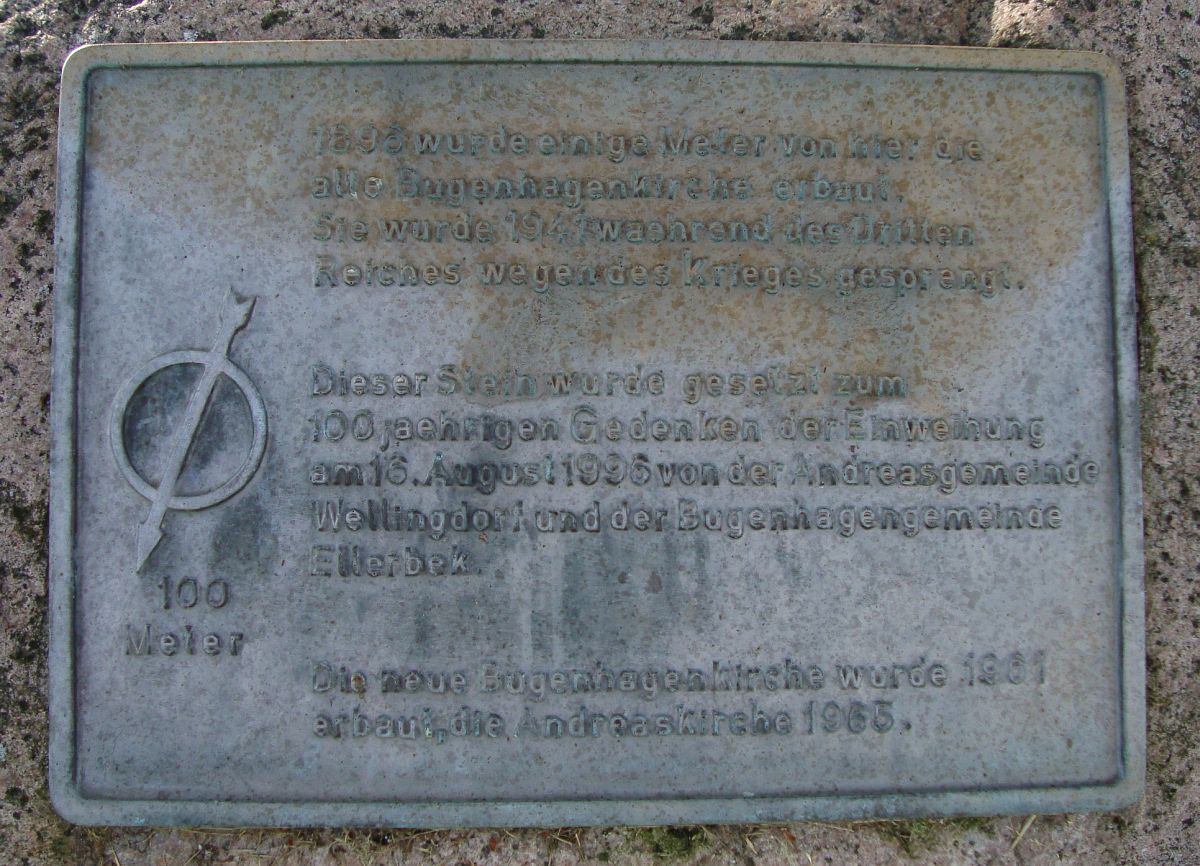 1896 wurde einige Meter von hier die
alte Bugenhagenkirche erbaut.
Sie wurde 1941 waehrend des Dritten
Reiches wegen des Krieges gesprengt.
Dieser Stein wurde gesetzt zum
100 jaehrigen Gedenken der Einweihung
am 16. August 1996 von der Andreasgemeinde
Wellingdorf und der Bugenhagengemeinde
Ellerbek.
100
Meter
Die neue Bugenhagenkirche wurde 1961
erbaut, die Andreaskirche 1965.